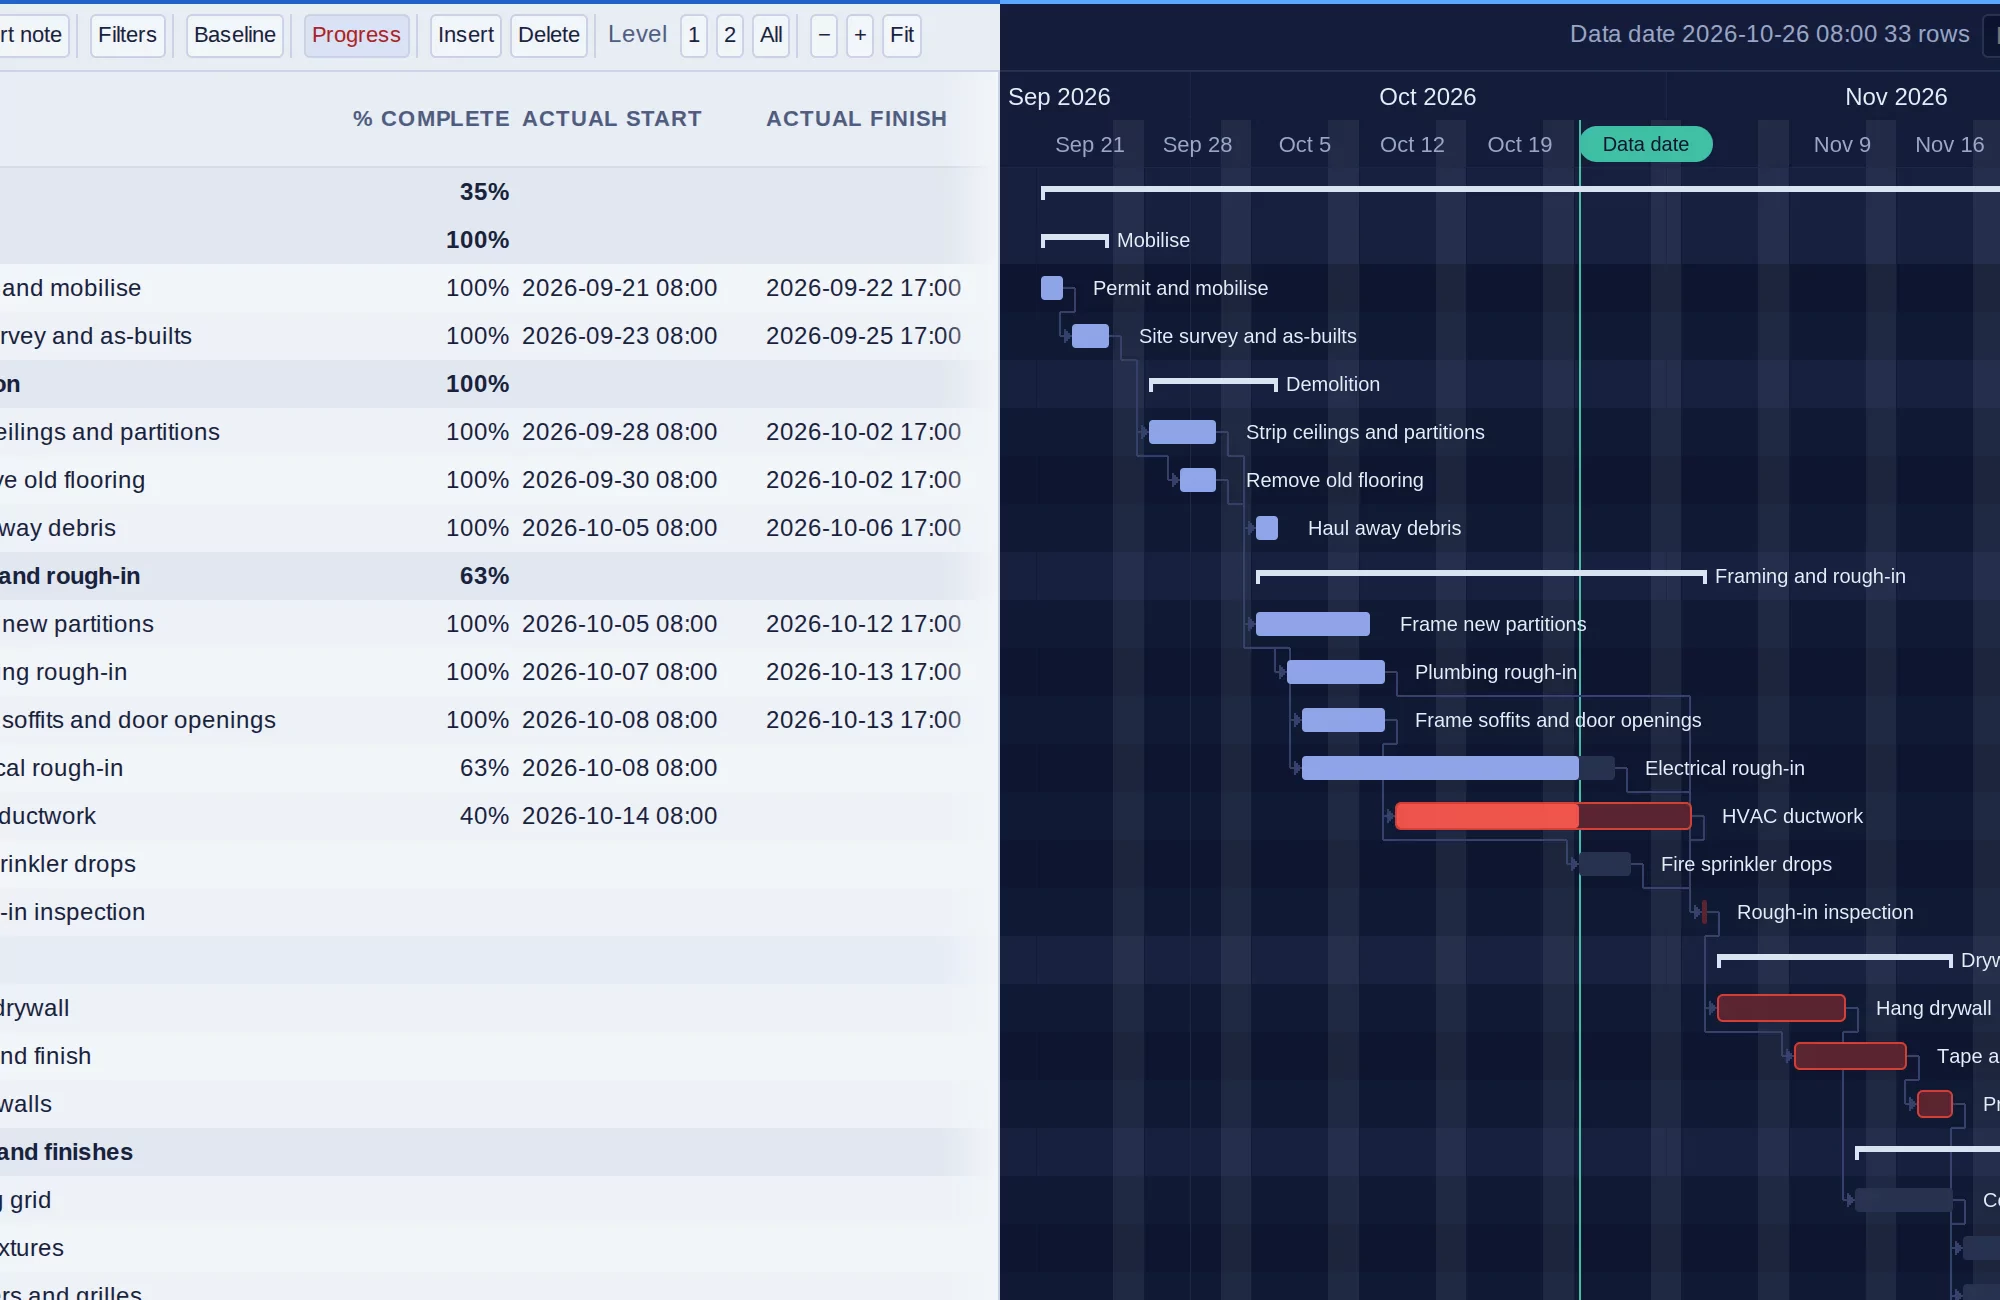 rt note Filters Baseline Progress Insert Delete Level 1 2 All − + Fit Data date 2026-10-26 08:00 33 rows
% COMPLETE ACTUAL START ACTUAL FINISH
Sep 2026 Oct 2026 Nov 2026
Sep 21 Sep 28 Oct 5 Oct 12 Oct 19 Data date Nov 9 Nov 16
35%
100% Mobilise
and mobilise 100% 2026-09-21 08:00 2026-09-22 17:00 Permit and mobilise
rvey and as-builts 100% 2026-09-23 08:00 2026-09-25 17:00 Site survey and as-builts
on 100% Demolition
eilings and partitions 100% 2026-09-28 08:00 2026-10-02 17:00 Strip ceilings and partitions
ve old flooring 100% 2026-09-30 08:00 2026-10-02 17:00 Remove old flooring
way debris 100% 2026-10-05 08:00 2026-10-06 17:00 Haul away debris
and rough-in 63% Framing and rough-in
new partitions 100% 2026-10-05 08:00 2026-10-12 17:00 Frame new partitions
ng rough-in 100% 2026-10-07 08:00 2026-10-13 17:00 Plumbing rough-in
soffits and door openings 100% 2026-10-08 08:00 2026-10-13 17:00 Frame soffits and door openings
cal rough-in 63% 2026-10-08 08:00 Electrical rough-in
ductwork 40% 2026-10-14 08:00 HVAC ductwork
rinkler drops Fire sprinkler drops
-in inspection Rough-in inspection
Dryw
drywall Hang drywall
nd finish Tape a
walls Pr
and finishes
g grid Ce
xtures
ers and grilles